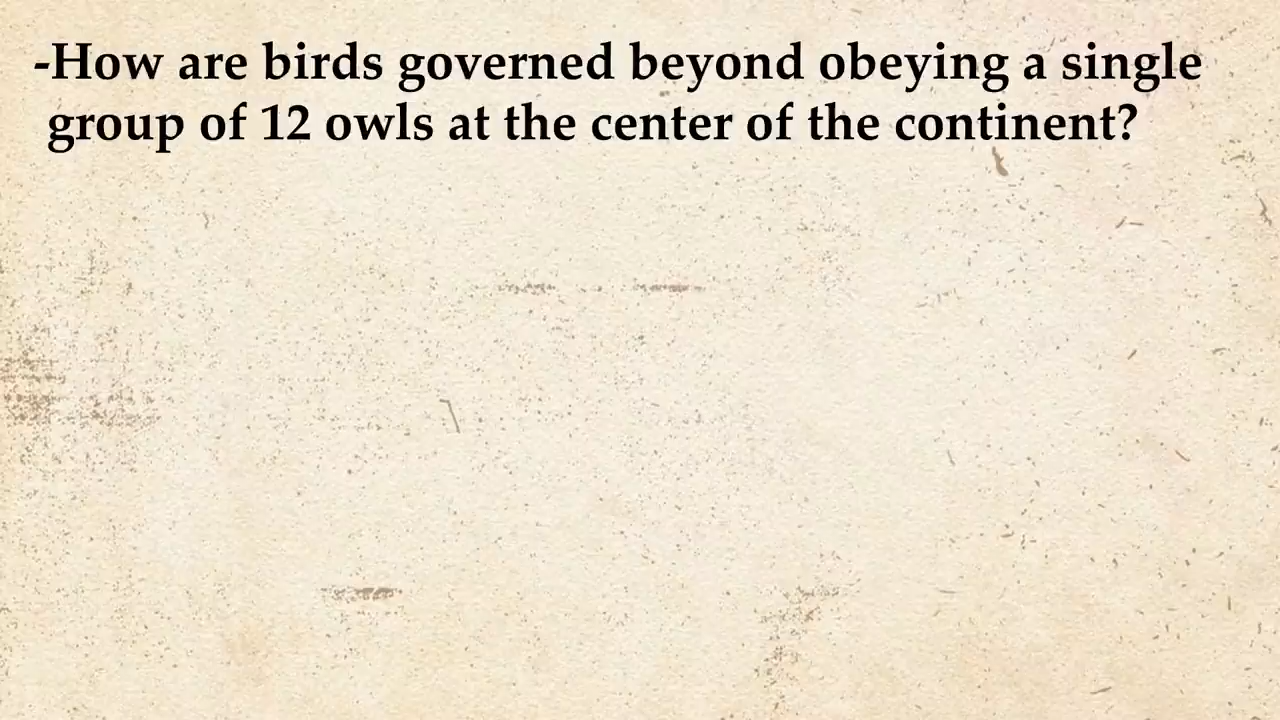 -How are birds governed beyond obeying a single
group of 12 owls at the center of the continent?